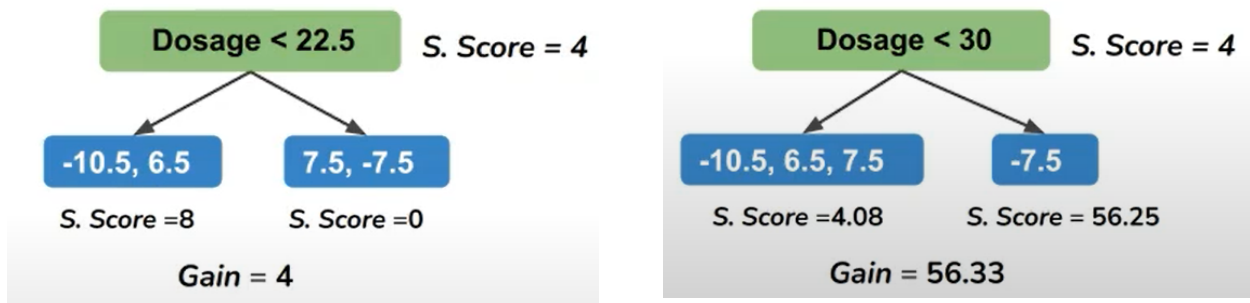 Dosage < 22.5
S. Score = 4
-10.5, 6.5
7.5, -7.5
S. Score =8
S. Score =0
Gain = 4
Dosage < 30
S. Score = 4
-10.5, 6.5, 7.5
-7.5
S. Score =4.08
S. Score = 56.25
Gain = 56.33